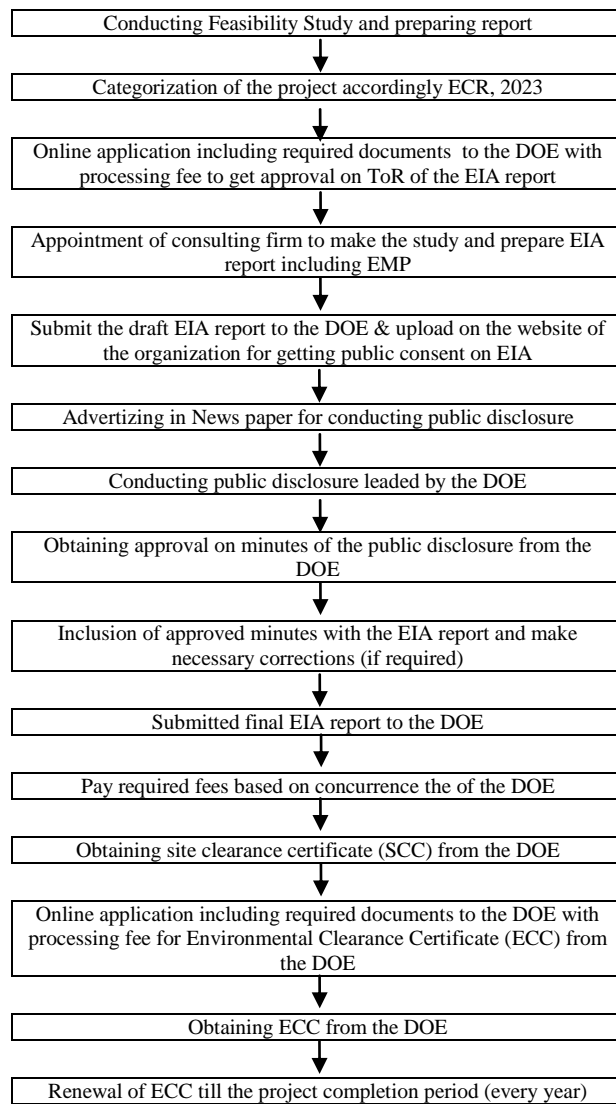 Conducting Feasibility Study and preparing report
Categorization of the project accordingly ECR, 2023
Online application including required documents to the DOE with
processing fee to get approval on ToR of the EIA report
Appointment of consulting firm to make the study and prepare EIA
report including EMP
Submit the draft EIA report to the DOE & upload on the website of
the organization for getting public consent on EIA
Advertizing in News paper for conducting public disclosure
Conducting public disclosure leaded by the DOE
Obtaining approval on minutes of the public disclosure from the
DOE
Inclusion of approved minutes with the EIA report and make
necessary corrections (if required)
Submitted final EIA report to the DOE
Pay required fees based on concurrence the of the DOE
Obtaining site clearance certificate (SCC) from the DOE
Online application including required documents to the DOE with
processing fee for Environmental Clearance Certificate (ECC) from
the DOE
Obtaining ECC from the DOE
Renewal of ECC till the project completion period (every year)